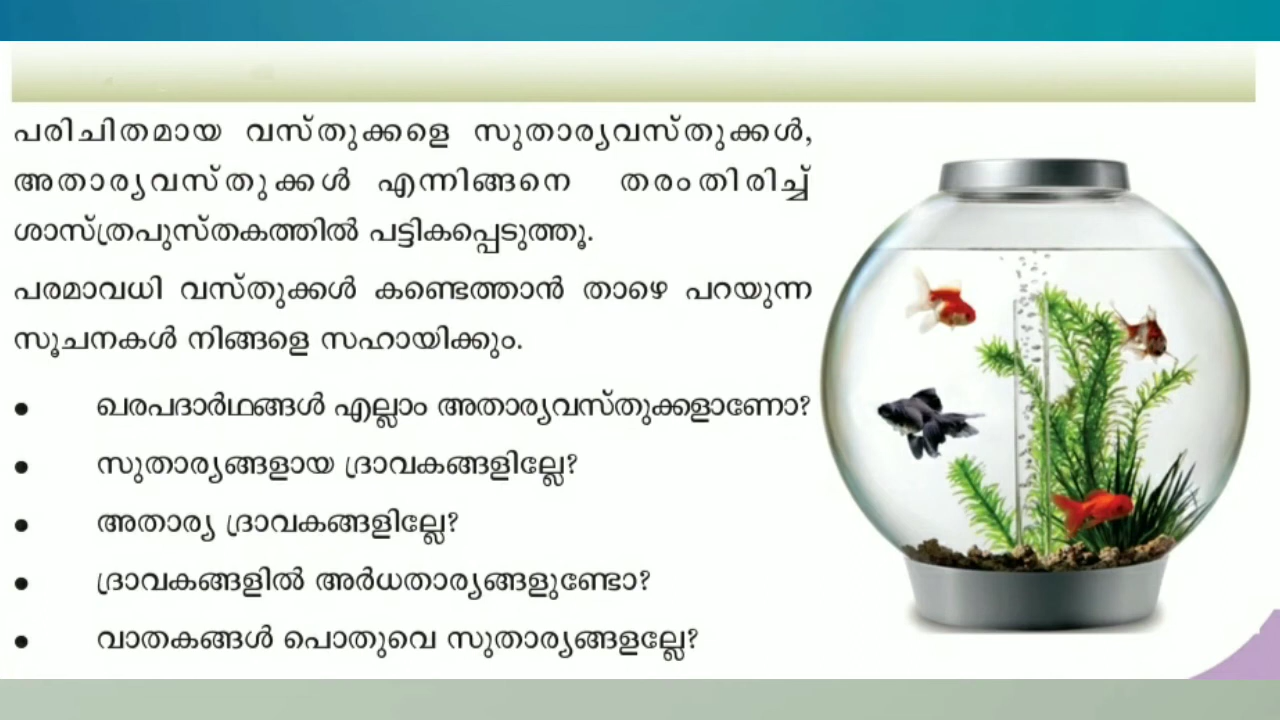 പരിചിതമായ വസ്തുക്കളെ സുതാര്യവസ്തുക്കൾ,
അതാര്യവസ്തുക്കൾ എന്നിങ്ങനെ തരംതിരിച്ച്
ശാസ്ത്രപുസ്തകത്തിൽ പട്ടികപ്പെടുത്തൂ.
പരമാവധി വസ്തുക്കൾ കണ്ടെത്താൻ താഴെ പറയുന്ന
സൂചനകൾ നിങ്ങളെ സഹായിക്കും.
• ഖരപദാർഥങ്ങൾ എല്ലാം അതാര്യവസ്തുക്കളാണോ?
• സുതാര്യങ്ങളായ ദ്രാവകങ്ങളില്ലേ?
• അതാര്യ ദ്രാവകങ്ങളില്ലേ?
• ദ്രാവകങ്ങളിൽ അർധതാര്യങ്ങളുണ്ടോ?
• വാതകങ്ങൾ പൊതുവെ സുതാര്യങ്ങളല്ലേ?